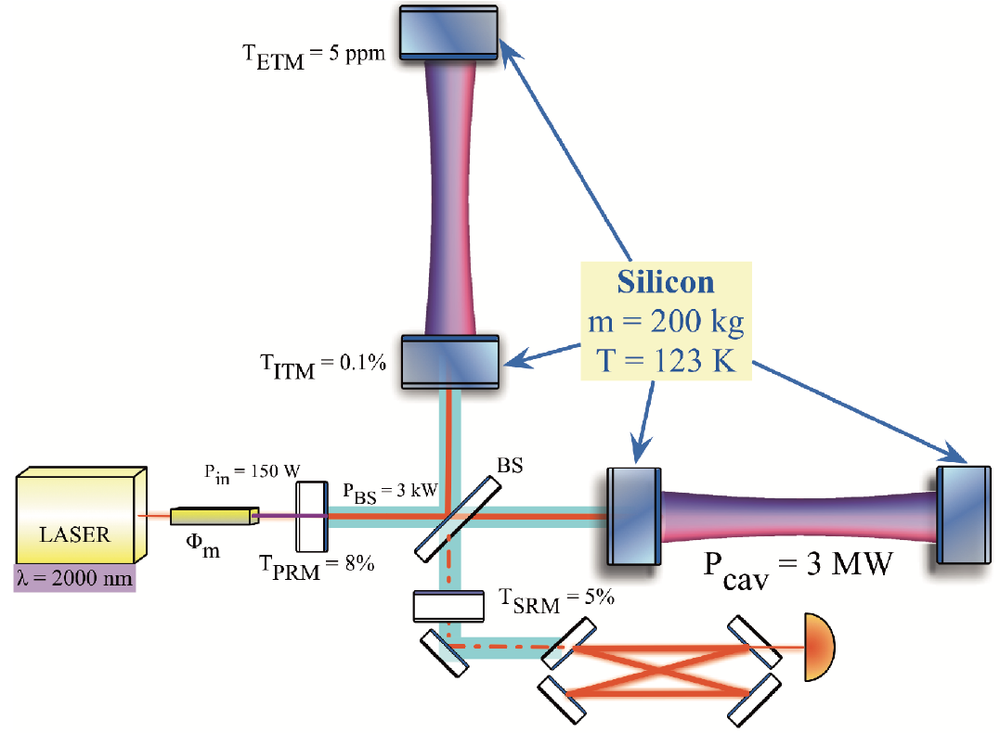 T_ETM = 5 ppm
Silicon
m = 200 kg
T = 123 K
T_ITM = 0.1%
BS
P_in = 150 W
P_BS = 3 kW
LASER
Φ_m
T_PRM = 8%
λ = 2000 nm
P_cav = 3 MW
T_SRM = 5%